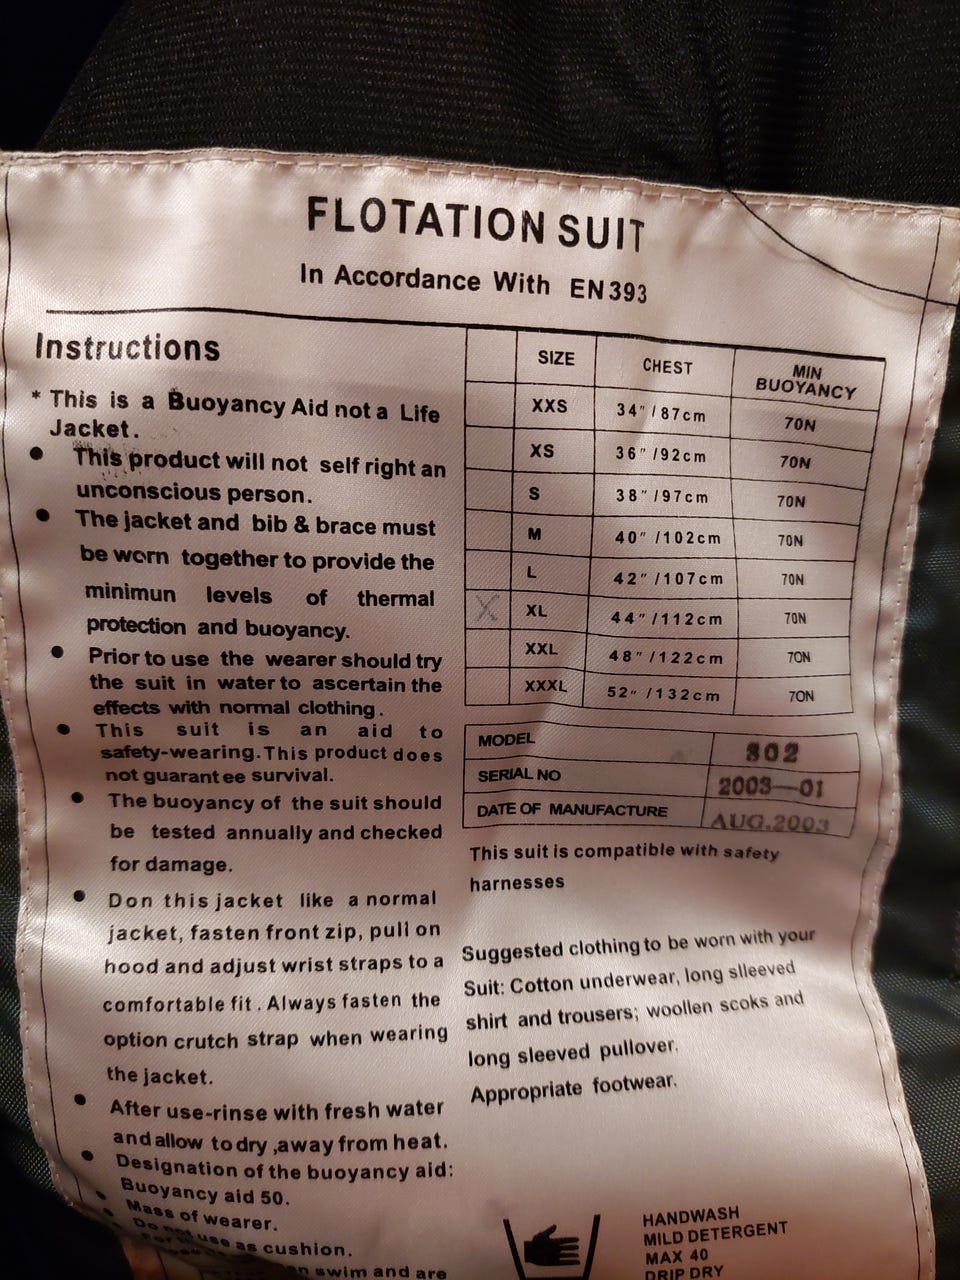 FLOTATION SUIT
In Accordance With EN393
Instructions
* This is a Buoyancy Aid not a Life
Jacket.
● This product will not self right an
unconscious person.
● The jacket and bib & brace must
be worn together to provide the
minimun levels of thermal
protection and buoyancy.
● Prior to use the wearer should try
the suit in water to ascertain the
effects with normal clothing.
● This suit is an aid to
safety-wearing. This product does
not guarantee survival.
● The buoyancy of the suit should
be tested annually and checked
for damage.
● Don this jacket like a normal
jacket, fasten front zip, pull on
hood and adjust wrist straps to a
comfortable fit. Always fasten the
option crutch strap when wearing
the jacket.
● After use-rinse with fresh water
and allow to dry ,away from heat.
● Designation of the buoyancy aid:
Buoyancy aid 50.
● Mass of wearer.
● Do not use as cushion.
swim and are
SIZE CHEST MIN BUOYANCY
XXS 34"/87cm 70N
XS 36"/92cm 70N
S 38"/97cm 70N
M 40"/102cm 70N
L 42"/107cm 70N
X XL 44"/112cm 70N
XXL 48"/122cm 70N
XXXL 52"/132cm 70N
MODEL 802
SERIAL NO 2003—01
DATE OF MANUFACTURE AUG.2003
This suit is compatible with safety
harnesses
Suggested clothing to be worn with your
Suit: Cotton underwear, long slleeved
shirt and trousers; woollen scoks and
long sleeved pullover.
Appropriate footwear.
HANDWASH
MILD DETERGENT
MAX 40
DRIP DRY